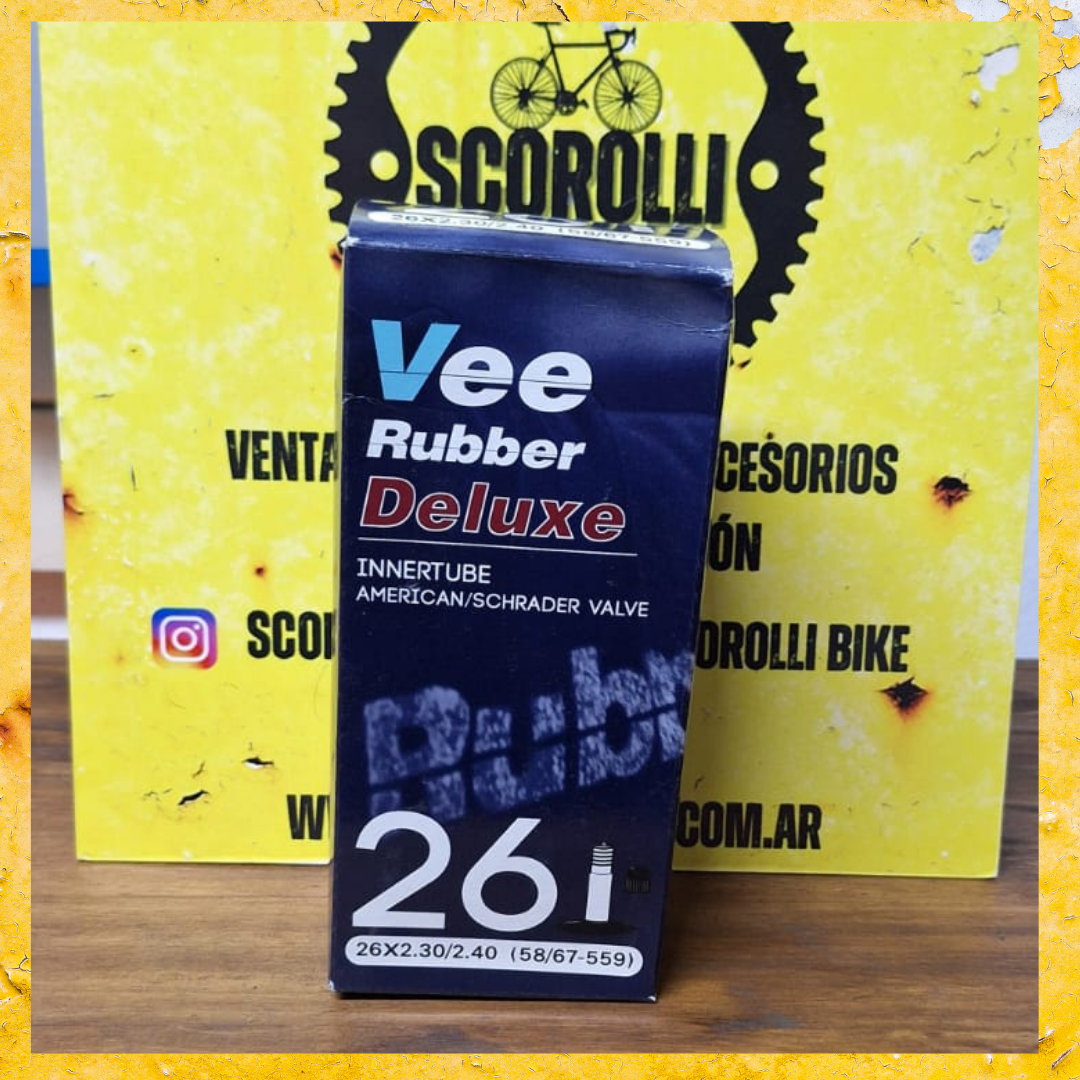 SCOROLLI
26X2.30/2.40 (58/67-559)
Vee
Rubber
Deluxe
INNERTUBE
AMERICAN/SCHRADER VALVE
VENTA
CESORIOS
ÓN
SCOR
OROLLI BIKE
Rubb
W
.COM.AR
26
26X2.30/2.40 (58/67-559)